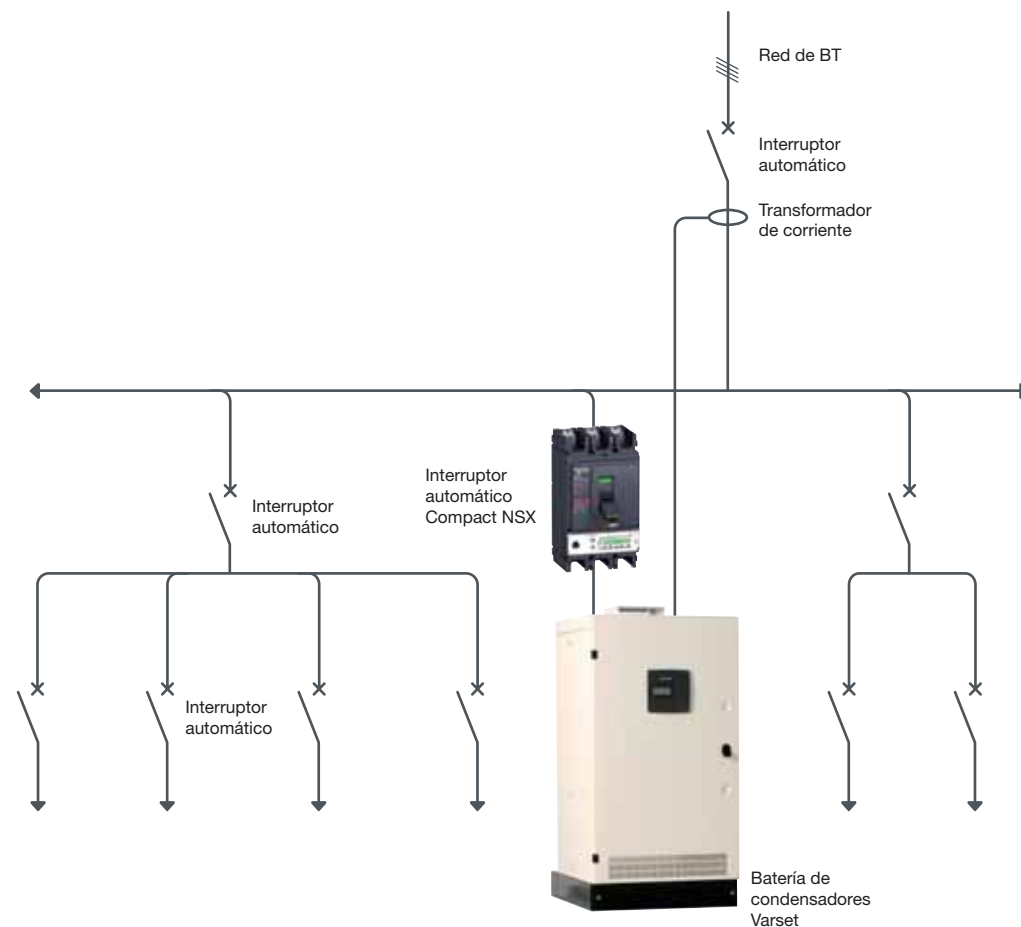 Red de BT
Interruptor
automático
Transformador
de corriente
Interruptor
automático
Compact NSX
Interruptor
automático
Interruptor
automático
Batería de
condensadores
Varset